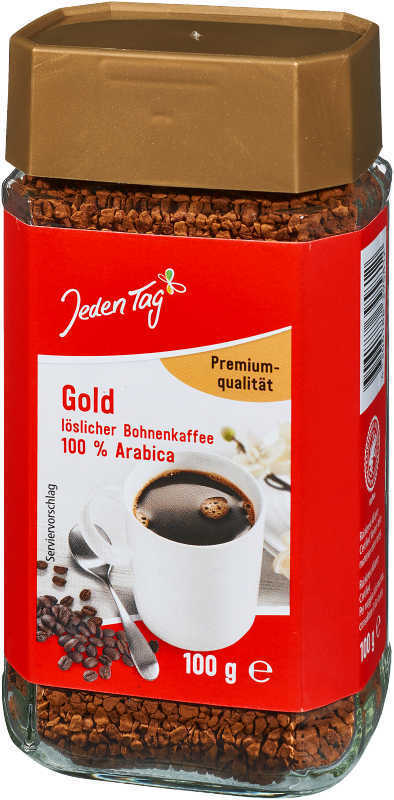 Jeden Tag
Premium-
qualität
Gold
löslicher Bohnenkaffee
100 % Arabica
Serviervorschlag
100 g ℮
100 g